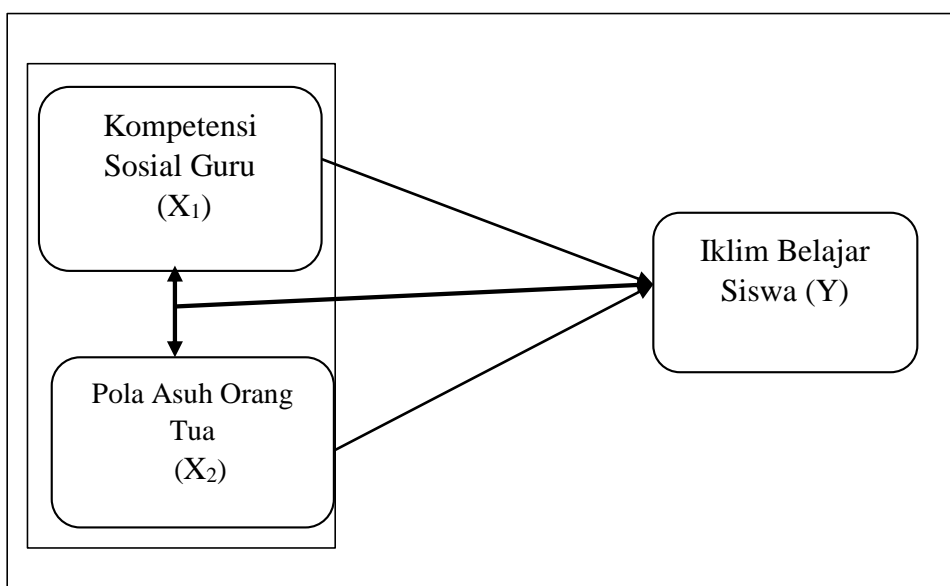 Kompetensi
Sosial Guru
(X₁)
Iklim Belajar
Siswa (Y)
Pola Asuh Orang
Tua
(X₂)